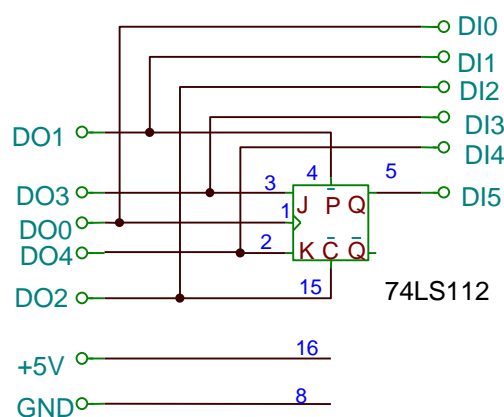 DI0
DI1
DI2
DI3
DO1
DI4
4
5
3
DO3
J P Q
DI5
1
DO0
2
DO4
K C Q
15
74LS112
DO2
16
+5V
8
GND